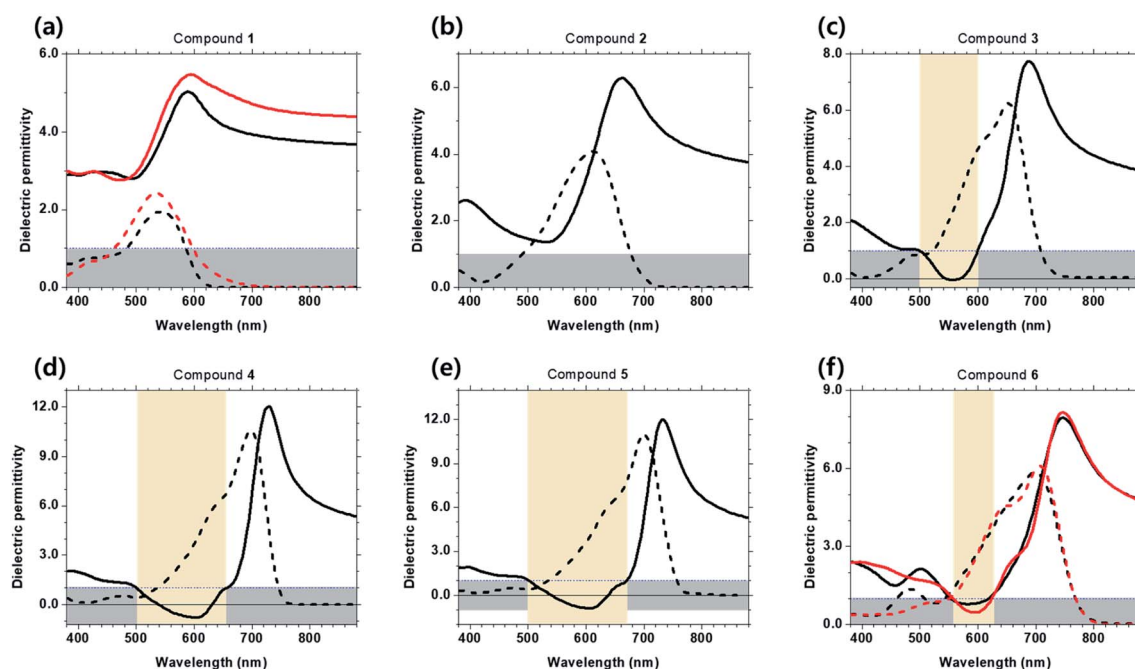 (a)
Compound 1
6.0
4.0
2.0
0.0
Dielectric permittivity
400 500 600 700 800
Wavelength (nm)
(b)
Compound 2
8.0
6.0
4.0
2.0
0.0
Dielectric permittivity
400 500 600 700 800
Wavelength (nm)
(c)
Compound 3
8.0
6.0
4.0
2.0
0.0
Dielectric permittivity
400 500 600 700 800
Wavelength (nm)
(d)
Compound 4
12.0
9.0
6.0
3.0
0.0
Dielectric permittivity
400 500 600 700 800
Wavelength (nm)
(e)
Compound 5
12.0
9.0
6.0
3.0
0.0
Dielectric permittivity
400 500 600 700 800
Wavelength (nm)
(f)
Compound 6
9.0
6.0
3.0
0.0
Dielectric permittivity
400 500 600 700 800
Wavelength (nm)